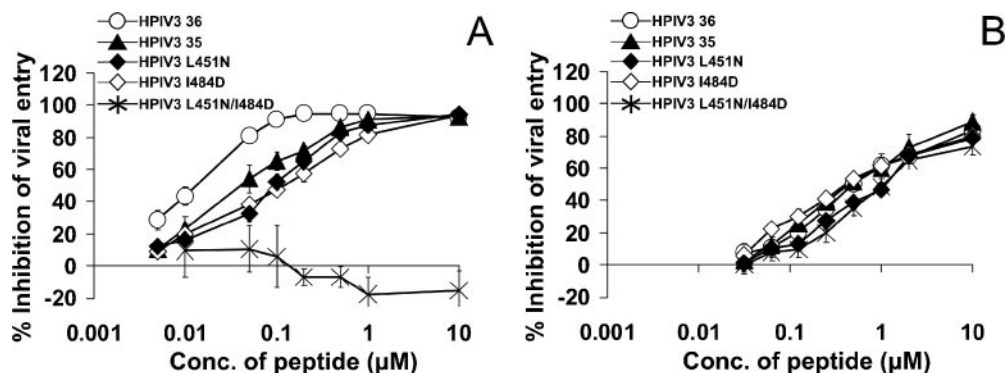 A
HPIV3 36
HPIV3 35
HPIV3 L451N
HPIV3 I484D
HPIV3 L451N/I484D
% Inhibition of viral entry
120
100
80
60
40
20
0
-20
0.001 0.01 0.1 1 10
Conc. of peptide (µM)
B
HPIV3 36
HPIV3 35
HPIV3 L451N
HPIV3 I484D
HPIV3 L451N/I484D
% Inhibition of viral entry
120
100
80
60
40
20
0
-20
0.001 0.01 0.1 1 10
Conc. of peptide (µM)